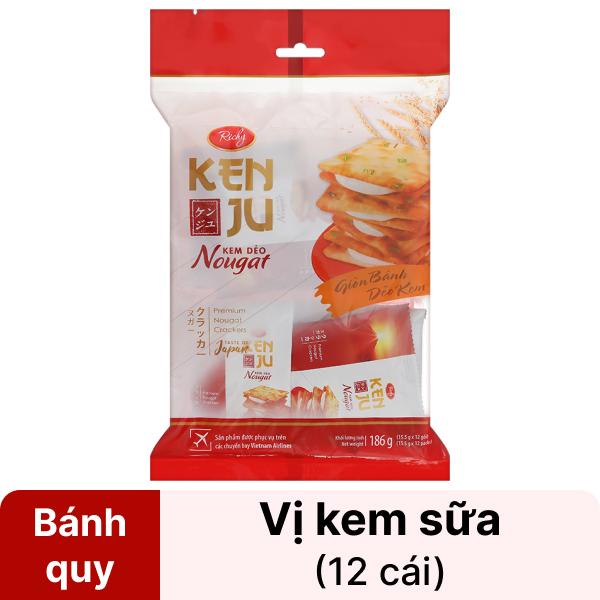 Richy
KEN
JU
ケン
ジユ
KEM DẺO
Nougat
Giòn Bánh
Dẻo Kem
クラッカー
ヌガー
Premium
Nougat
Crackers
TASTE OF
Japan
KEN
JU
KEM DẺO
Nougat
KEN
JU
Nougat
Sản phẩm được phục vụ trên
các chuyến bay Vietnam Airlines
Khối lượng tịnh
Net weight
186 g
(15.5 g x 12 gói)
(15.5 g x 12 packs)
Bánh
quy
Vị kem sữa
(12 cái)